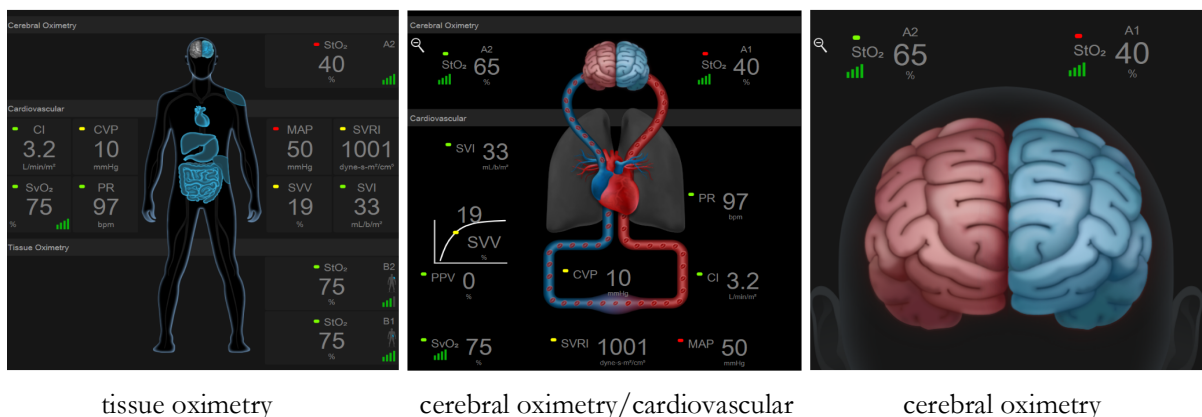 Cerebral Oximetry
StO₂ A2
40
%
Cardiovascular
CI CVP MAP SVRI
3.2 10 50 1001
L/min/m² mmHg mmHg dyne-s-m²/cm⁵
SvO₂ PR SVV SVI
75 97 19 33
% bpm % mL/b/m²
Tissue Oximetry
StO₂ B2
75
%
StO₂ B1
75
%
tissue oximetry
Cerebral Oximetry
A2 A1
StO₂ 65 StO₂ 40
% %
Cardiovascular
SVI 33
mL/b/m²
PR 97
bpm
19
SVV
%
PPV 0
%
CVP 10
mmHg
CI 3.2
L/min/m²
SvO₂ 75
%
SVRI 1001
dyne-s-m²/cm⁵
MAP 50
mmHg
cerebral oximetry/cardiovascular
A2 A1
StO₂ 65 StO₂ 40
% %
cerebral oximetry